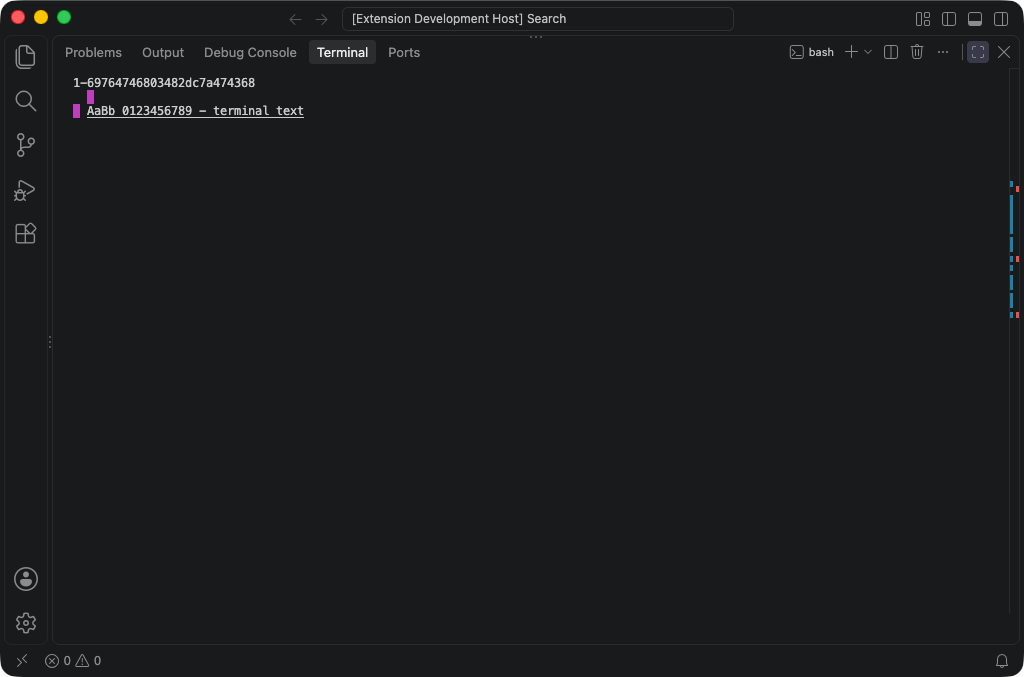 [Extension Development Host] Search
Problems Output Debug Console Terminal Ports bash
1-69764746803482dc7a474368
AaBb 0123456789 - terminal text
0 0